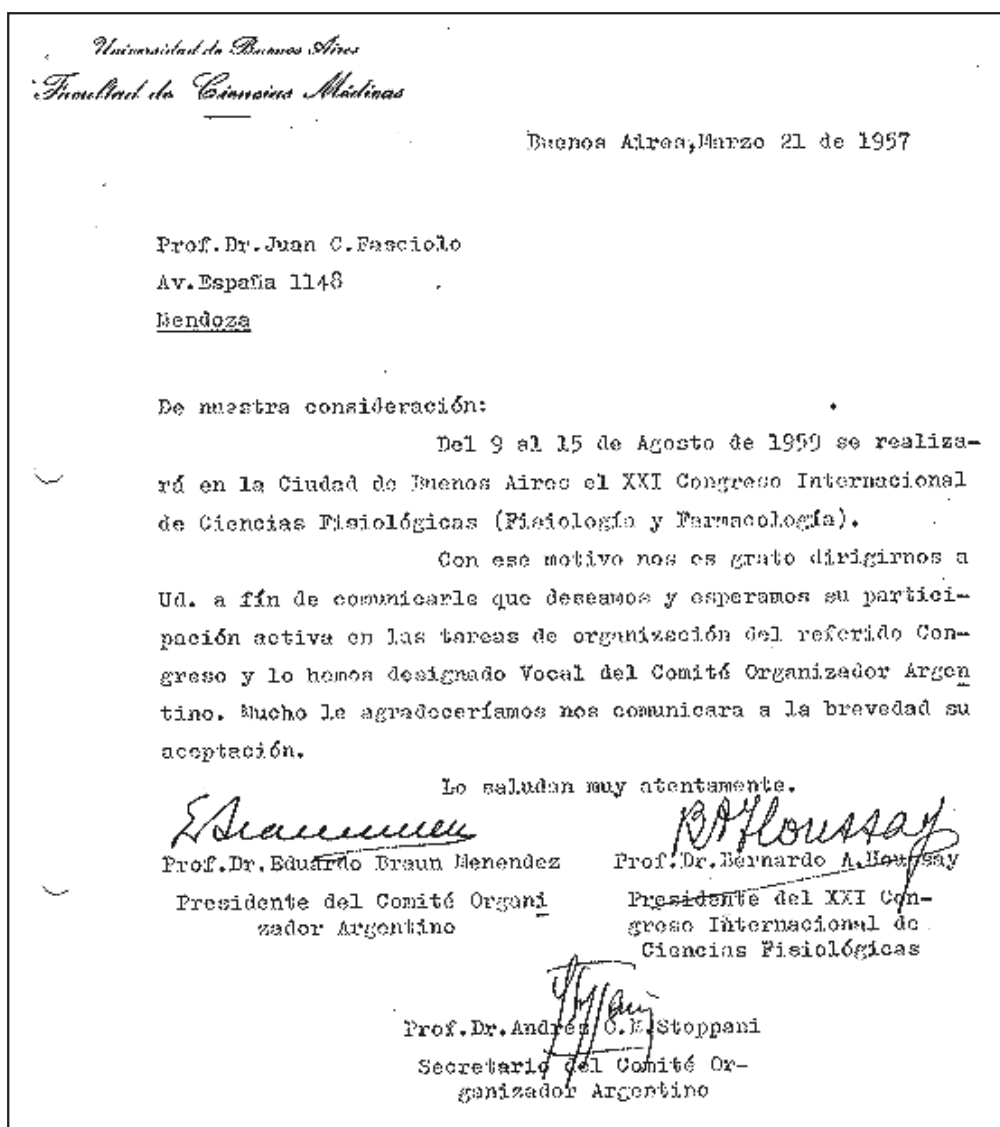 Universidad de Buenos Aires
Facultad de Ciencias Médicas
Buenos Aires,Marzo 21 de 1957
Prof.Dr.Juan C.Fasciolo
Av.España 1148
Mendoza
De nuestra consideración:
Del 9 al 15 de Agosto de 1959 se realiza-
rá en la Ciudad de Buenos Aires el XXI Congreso Internacional
de Ciencias Fisiológicas (Fisiología y Farmacología).
Con ese motivo nos es grato dirigirnos a
Ud. a fín de comunicarle que deseamos y esperamos su partici-
pación activa en las tareas de organización del referido Con-
greso y lo hemos designado Vocal del Comité Organizador Argen
tino. Mucho le agradeceríamos nos comunicara a la brevedad su
aceptación.
Lo saludan muy atentamente.
BAHoussay
Prof.Dr.Eduardo Braun Menendez Prof.Dr.Bernardo A.Houssay
Presidente del Comité Organi Presidente del XXI Con-
zador Argentino greso Internacional de
Ciencias Fisiológicas
Prof.Dr.Andrés O.M.Stoppani
Secretario del Comité Or-
ganizador Argentino